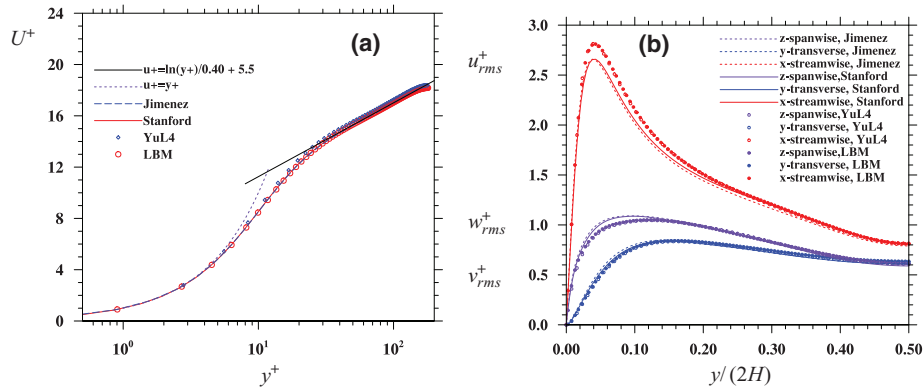 (a)
U+
24
20
16
12
8
4
0
10^0
10^1
10^2
y+
u+=ln(y+)/0.40 + 5.5
u+=y+
Jimenez
Stanford
YuL4
LBM
(b)
u+rms
w+rms
v+rms
3.0
2.5
2.0
1.5
1.0
0.5
0.0
0.00
0.10
0.20
0.30
0.40
0.50
y/(2H)
z-spanwise, Jimenez
y-transverse, Jimenez
x-streamwise, Jimenez
z-spanwise,Stanford
y-transverse, Stanford
x-streamwise, Stanford
z-spanwise,YuL4
y-transverse, YuL4
x-streamwise, YuL4
z-spanwise,LBM
y-transverse, LBM
x-streamwise, LBM